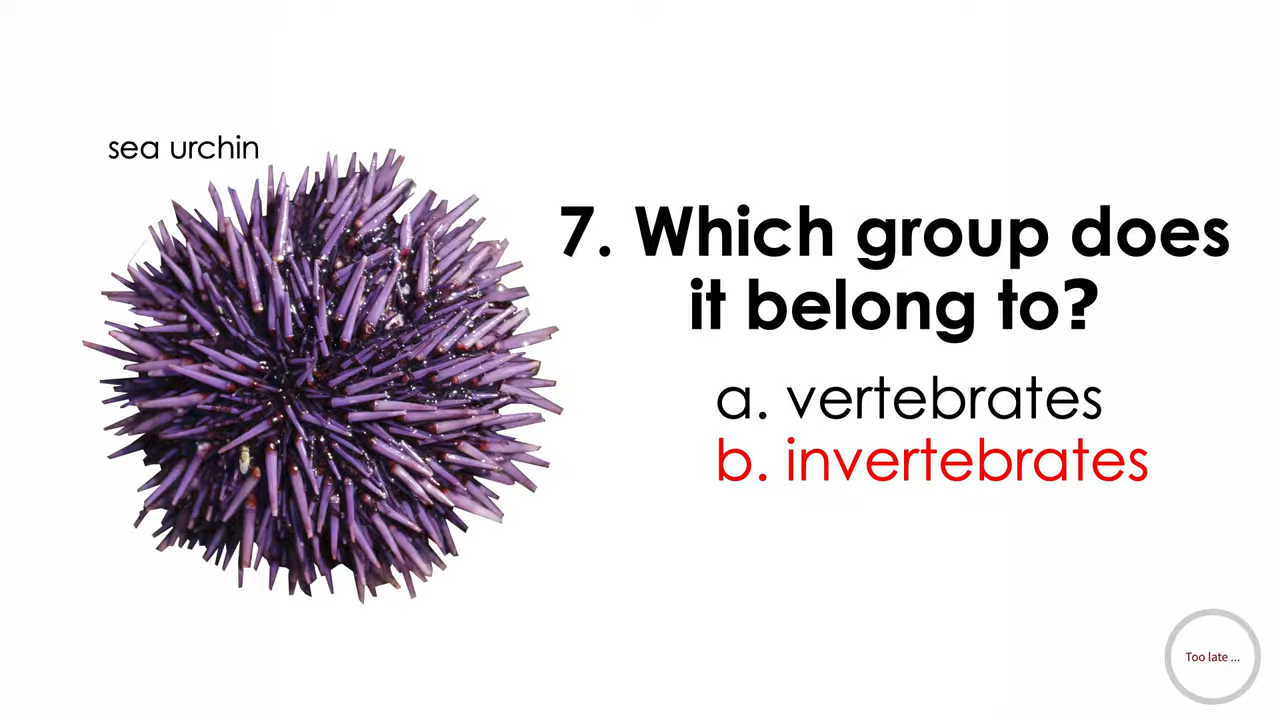 sea urchin
7. Which group does
it belong to?
a. vertebrates
b. invertebrates
Too late ...